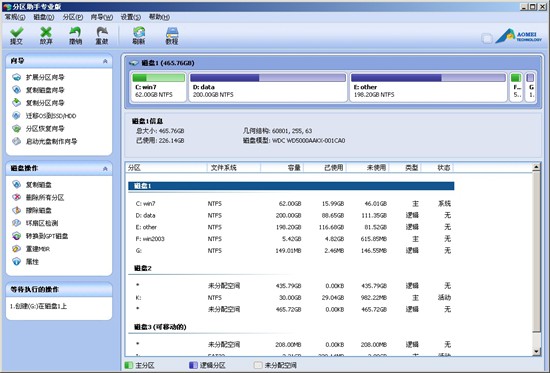 分区助手专业版
常规(G) 磁盘(D) 分区(P) 向导(W) 设置(S) 帮助(H)
提交 放弃 撤销 重做 刷新 教程
AOMEI
TECHNOLOGY
向导
扩展分区向导
复制磁盘向导
复制分区向导
迁移OS到SSD/HDD
分区恢复向导
启动光盘制作向导
磁盘操作
复制磁盘
删除所有分区
擦除磁盘
坏扇区检测
转换到GPT磁盘
重建MBR
属性
等待执行的操作
1.创建(G:)在磁盘1上
磁盘1 (465.76GB)
C: win7
62.00GB NTFS
D: data
200.00GB NTFS
E: other
198.20GB NTFS
F...
5...
G
1.
磁盘1信息
总大小: 465.76GB 几何结构: 60801, 255, 63
已使用: 226.14GB 磁盘模型: WDC WD5000AAKX-001CA0
分区 文件系统 容量 已使用 未使用 类型 状态
磁盘1
C: win7 NTFS 62.00GB 15.99GB 46.01GB 主 系统
D: data NTFS 200.00GB 88.65GB 111.35GB 逻辑 无
E: other NTFS 198.20GB 116.68GB 81.52GB 逻辑 无
F: win2003 NTFS 5.42GB 4.82GB 615.85MB 主 无
G: NTFS 149.01MB 2.46MB 146.55MB 逻辑 无
磁盘2
* 未分配空间 435.79GB 0.00KB 435.79GB 逻辑 无
K: NTFS 30.00GB 29.04GB 982.22MB 主 活动
* 未分配空间 465.72GB 0.00KB 465.72GB 逻辑 无
磁盘3 (可移动的)
* 未分配空间 208.00MB 0.00KB 208.00MB 逻辑 无
主分区 逻辑分区 未分配空间